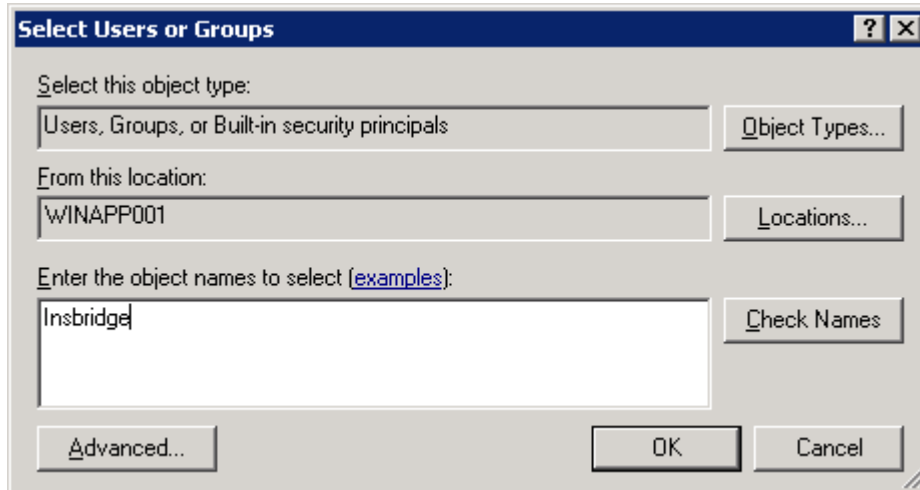 Select Users or Groups
Select this object type:
Users, Groups, or Built-in security principals
Object Types...
From this location:
WINAPP001
Locations...
Enter the object names to select (examples):
Insbridge
Check Names
Advanced...
OK
Cancel